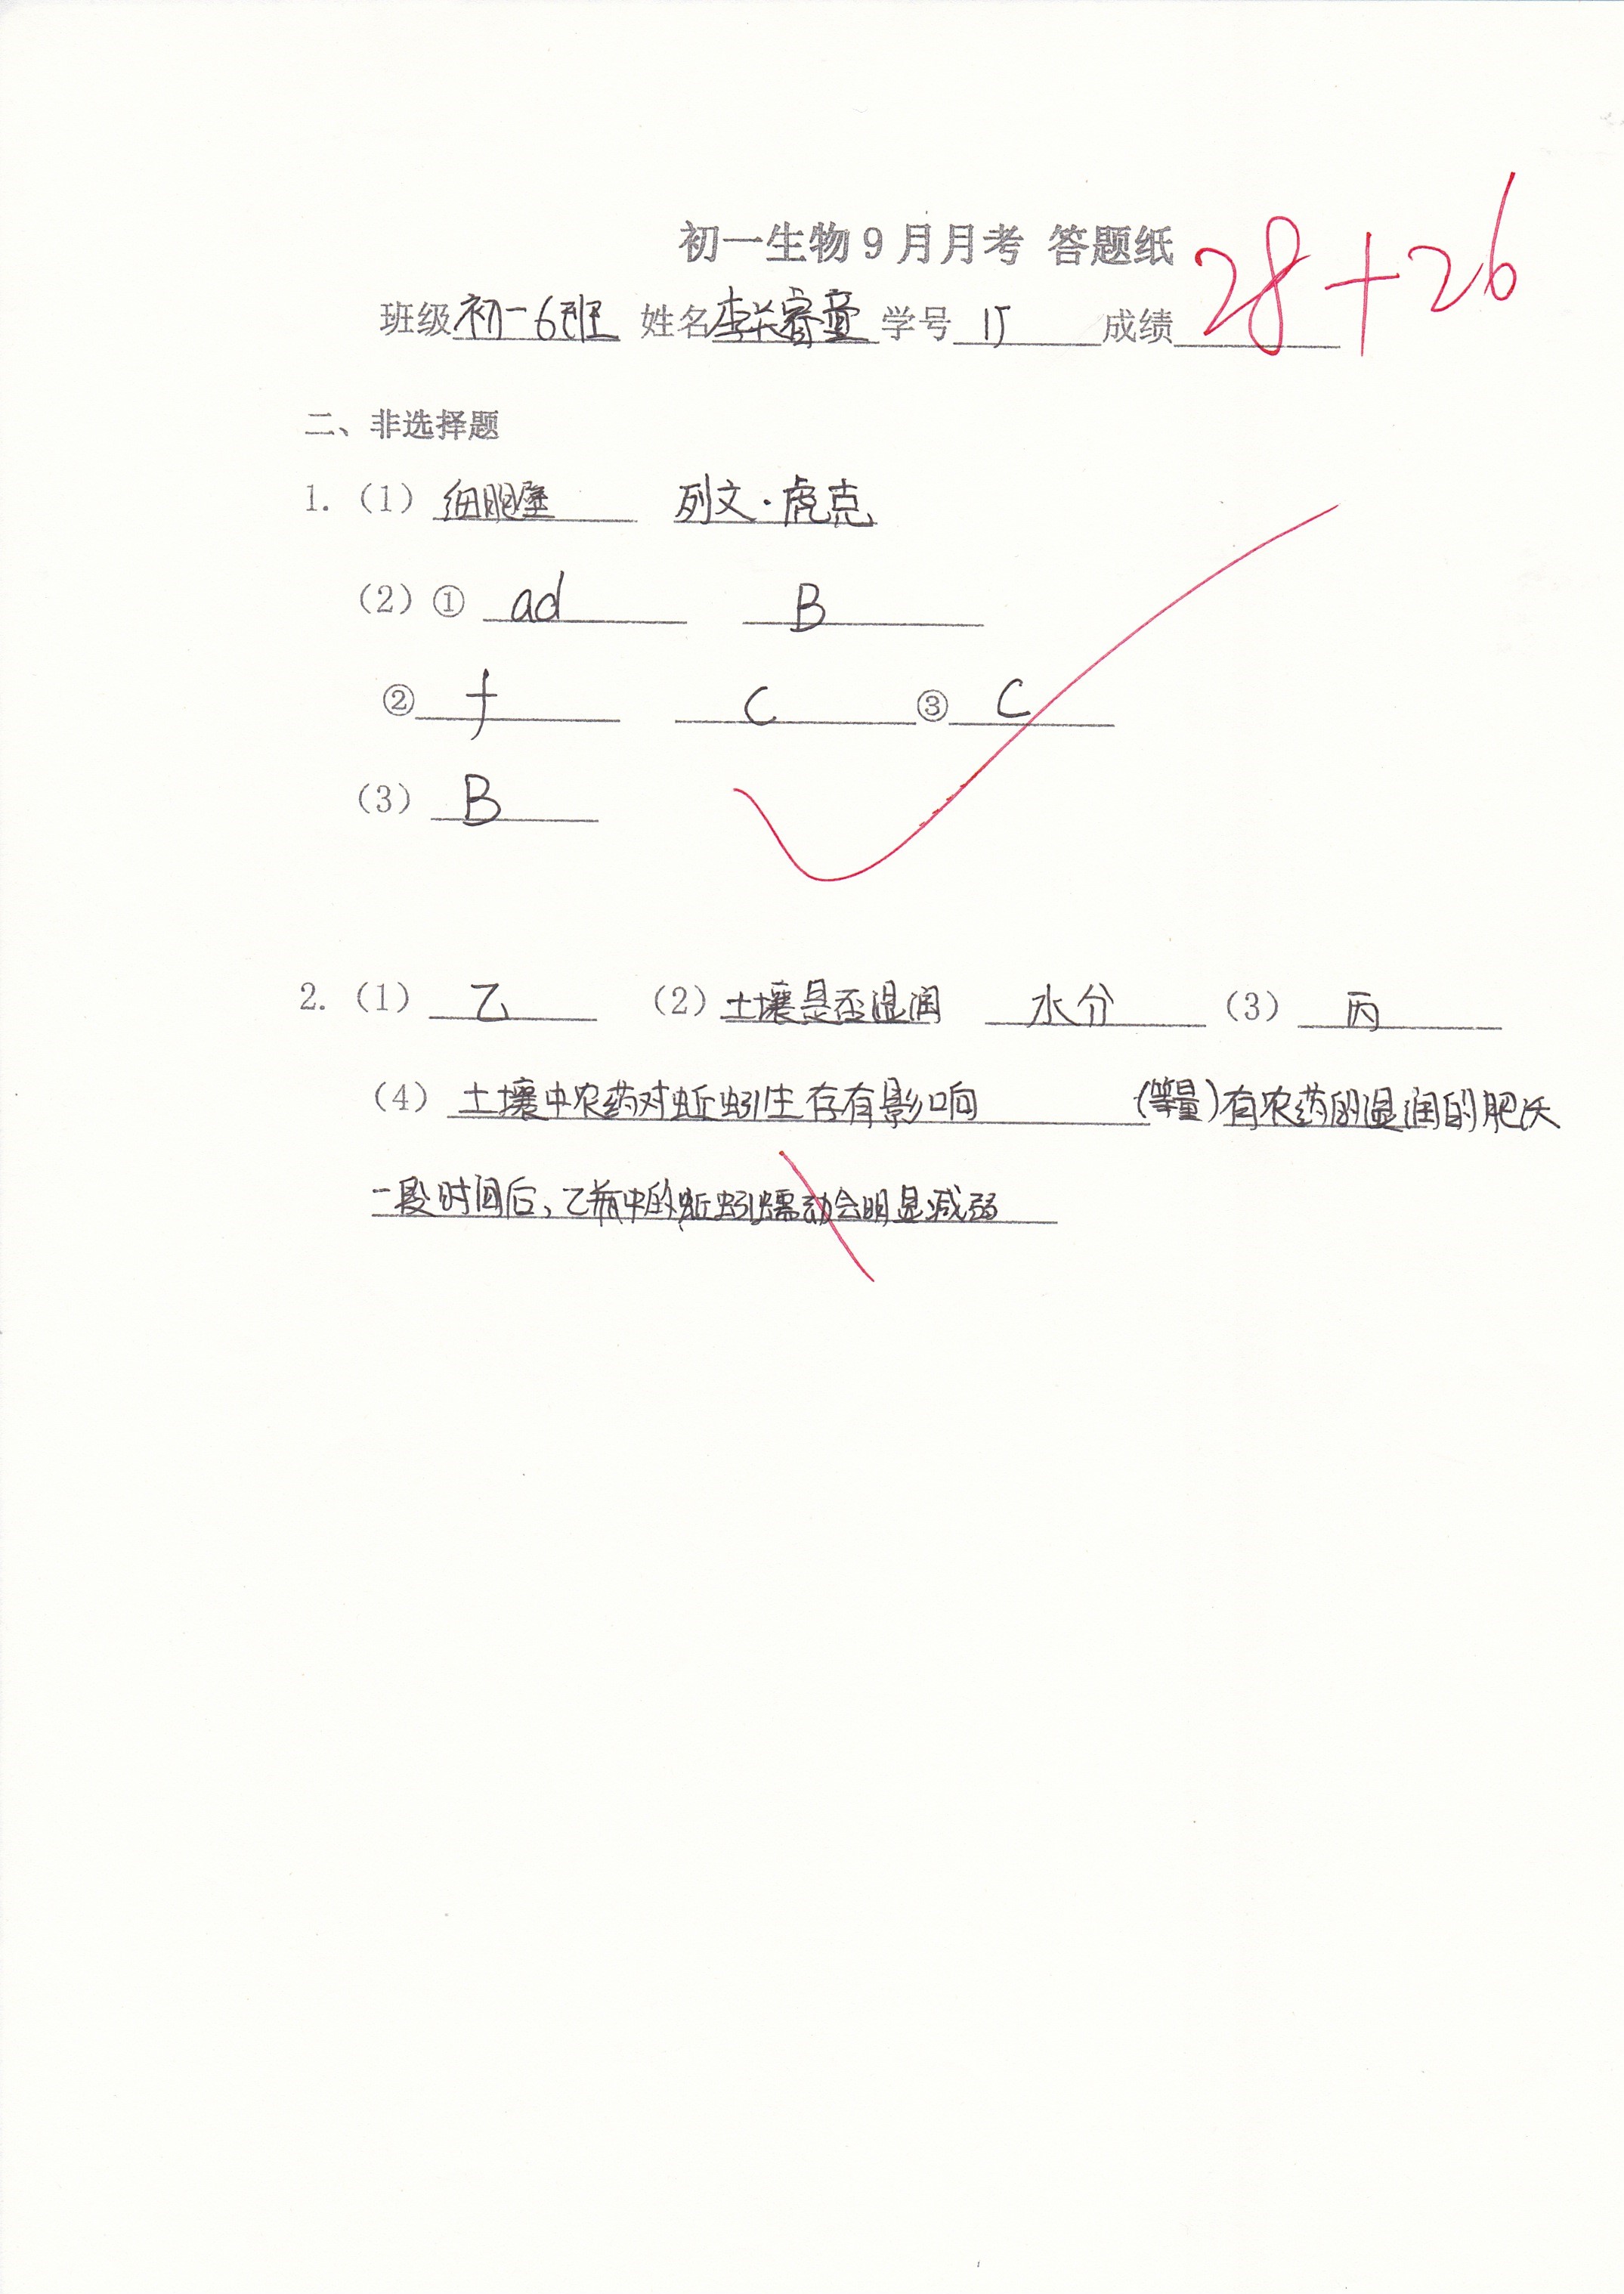 初一生物9月月考 答题纸 28+26
班级初一6班 姓名李关睿童 学号15 成绩
二、非选择题
1.（1）细胞壁 列文·虎克
（2）① ad B
② f C ③ C
（3）B
2.（1）乙 （2）土壤是否湿润 水分 （3）丙
（4）土壤中农药对蚯蚓生存有影响 （等量）有农药的湿润的肥沃
一段时间后，乙瓶中的蚯蚓蠕动会明显减弱